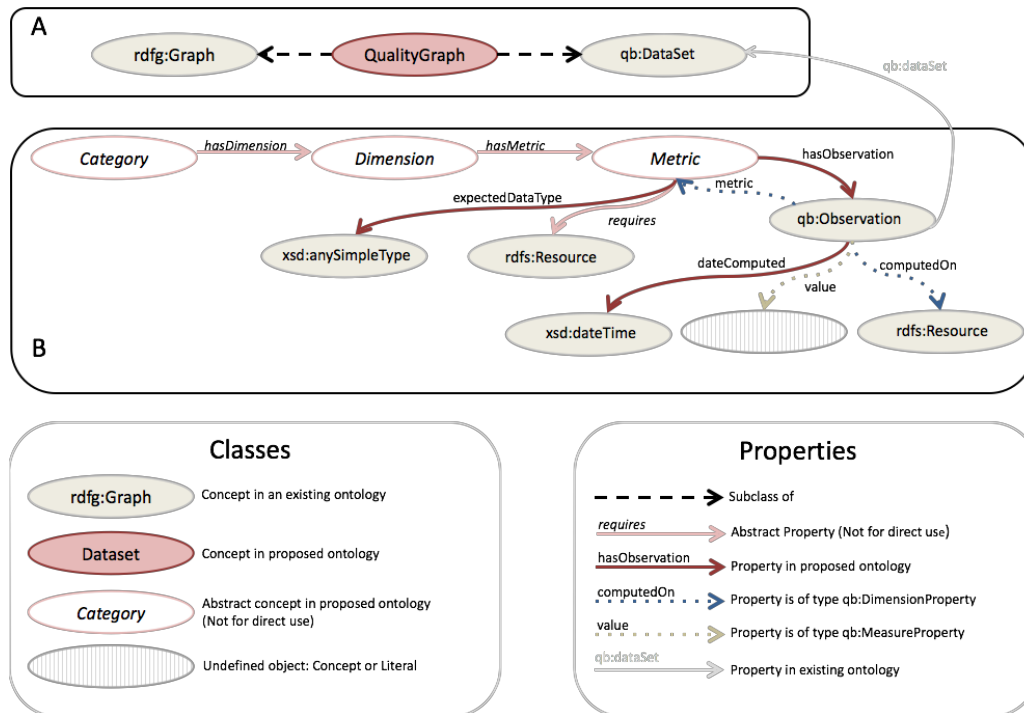 A
rdfg:Graph
QualityGraph
qb:DataSet
qb:dataSet
Category
hasDimension
Dimension
hasMetric
Metric
hasObservation
metric
expectedDataType
requires
qb:Observation
xsd:anySimpleType
rdfs:Resource
dateComputed
computedOn
value
xsd:dateTime
rdfs:Resource
B
Classes
rdfg:Graph
Concept in an existing ontology
Dataset
Concept in proposed ontology
Category
Abstract concept in proposed ontology
(Not for direct use)
Undefined object: Concept or Literal
Properties
Subclass of
requires
Abstract Property (Not for direct use)
hasObservation
Property in proposed ontology
computedOn
Property is of type qb:DimensionProperty
value
Property is of type qb:MeasureProperty
qb:dataSet
Property in existing ontology